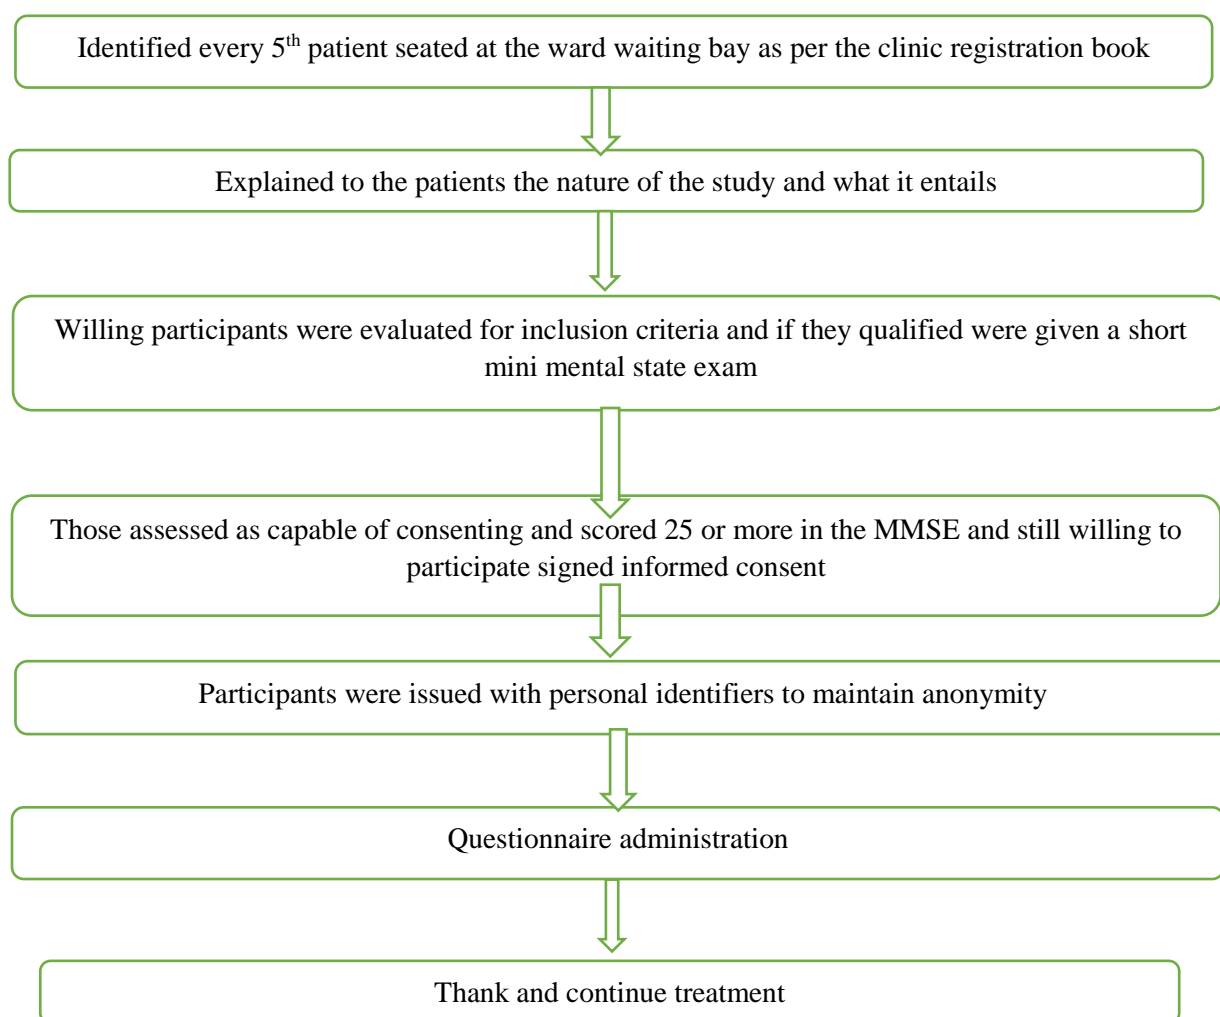 Identified every 5th patient seated at the ward waiting bay as per the clinic registration book
Explained to the patients the nature of the study and what it entails
Willing participants were evaluated for inclusion criteria and if they qualified were given a short
mini mental state exam
Those assessed as capable of consenting and scored 25 or more in the MMSE and still willing to
participate signed informed consent
Participants were issued with personal identifiers to maintain anonymity
Questionnaire administration
Thank and continue treatment